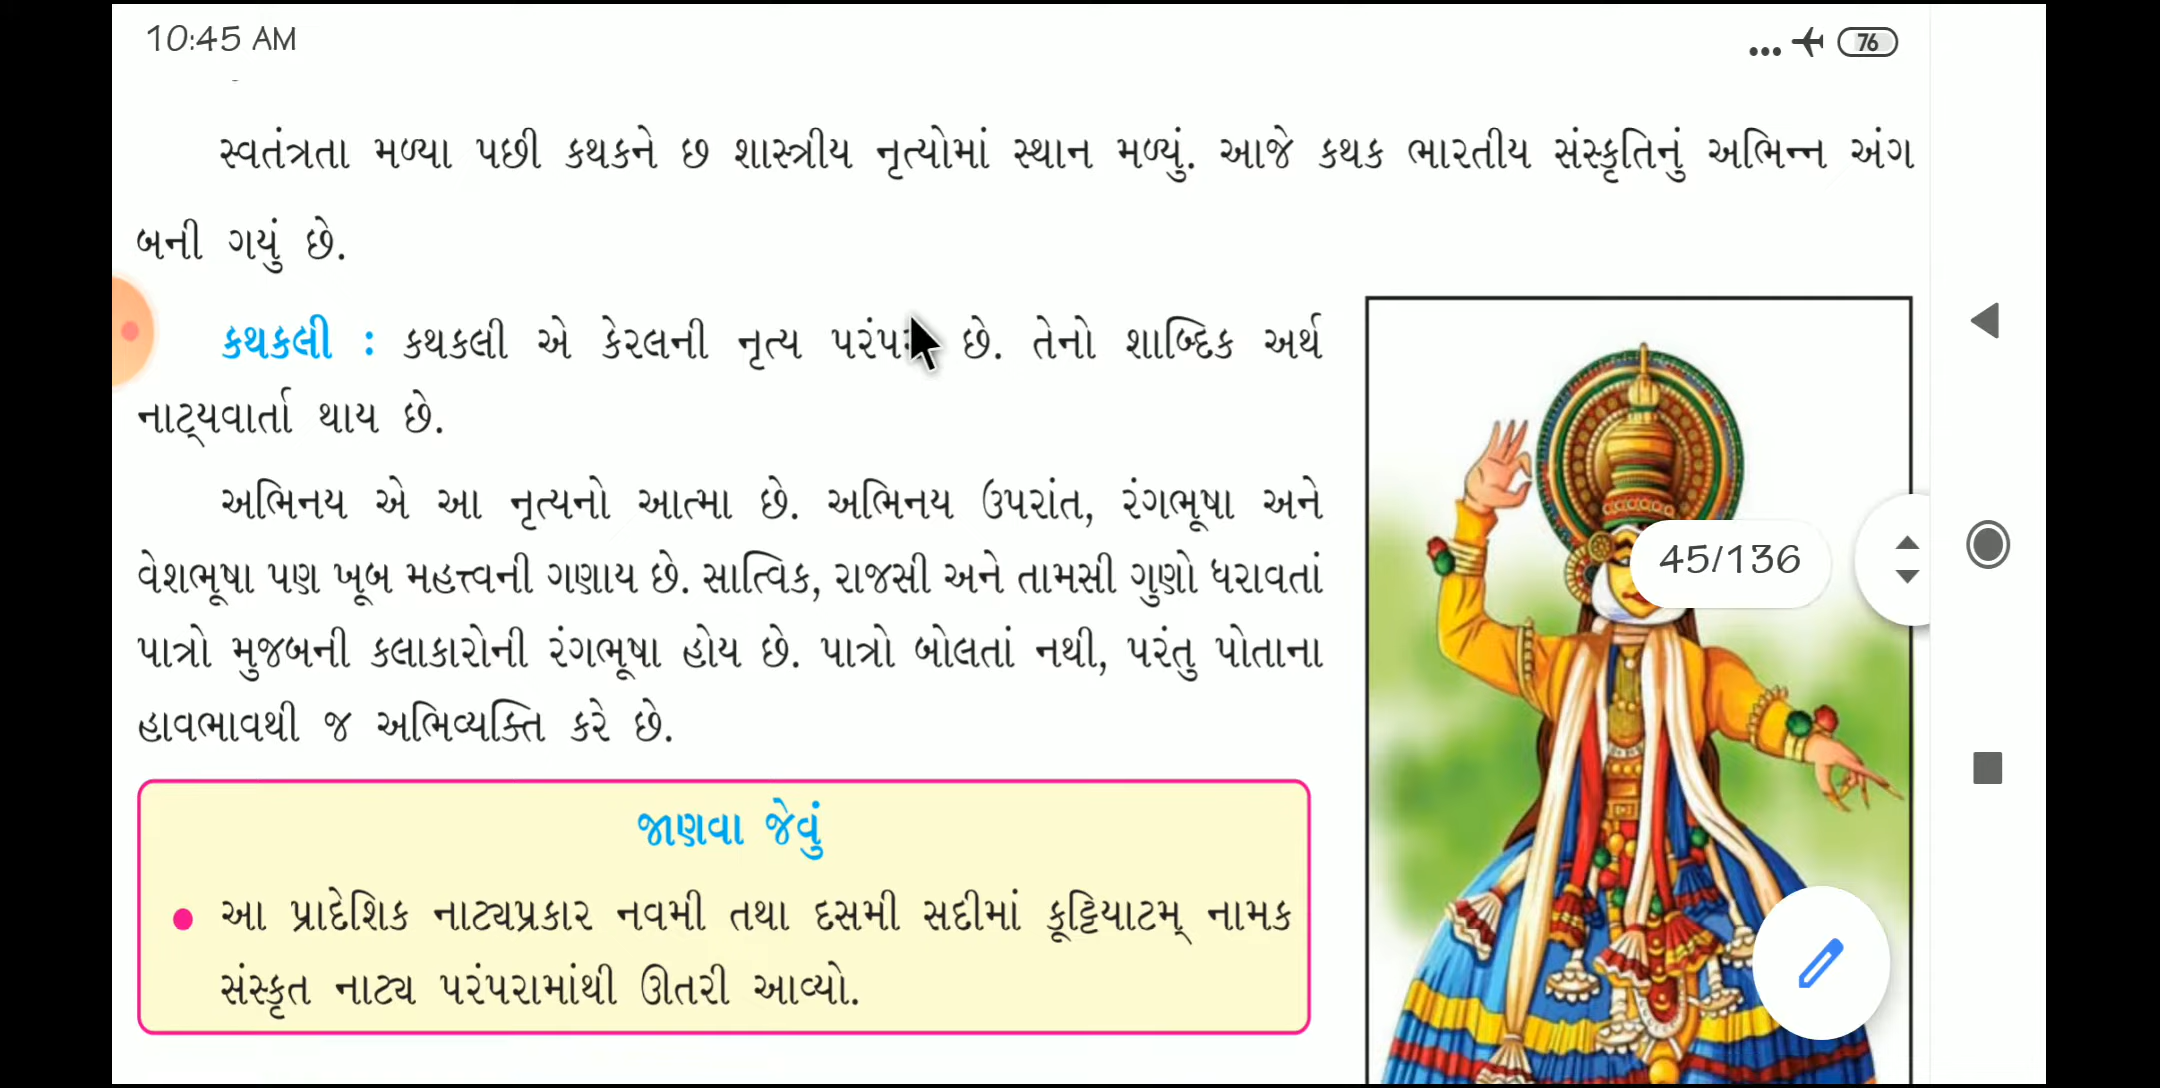 10:45 AM
76
સ્વતંત્રતા મળ્યા પછી કથકને છ શાસ્ત્રીય નૃત્યોમાં સ્થાન મળ્યું. આજે કથક ભારતીય સંસ્કૃતિનું અભિન્ન અંગ
બની ગયું છે.
કથકલી : કથકલી એ કેરલની નૃત્ય છે. તેનો શાબ્દિક અર્થ
નાટ્યવાર્તા થાય છે.
અભિનય એ આ નૃત્યનો આત્મા છે. અભિનય ઉપરાંત, રંગભૂષા અને
વેશભૂષા પણ ખૂબ મહત્ત્વની ગણાય છે. સાત્વિક, રાજસી અને તામસી ગુણો ધરાવતાં
પાત્રો મુજબની કલાકારોની રંગભૂષા હોય છે. પાત્રો બોલતાં નથી, પરંતુ પોતાના
હાવભાવથી જ અભિવ્યક્તિ કરે છે.
45/136
જાણવા જેવું
● આ પ્રાદેશિક નાટ્યપ્રકાર નવમી તથા દસમી સદીમાં કૂટ્ટિયાટમ્ નામક
સંસ્કૃત નાટ્ય પરંપરામાંથી ઊતરી આવ્યો.